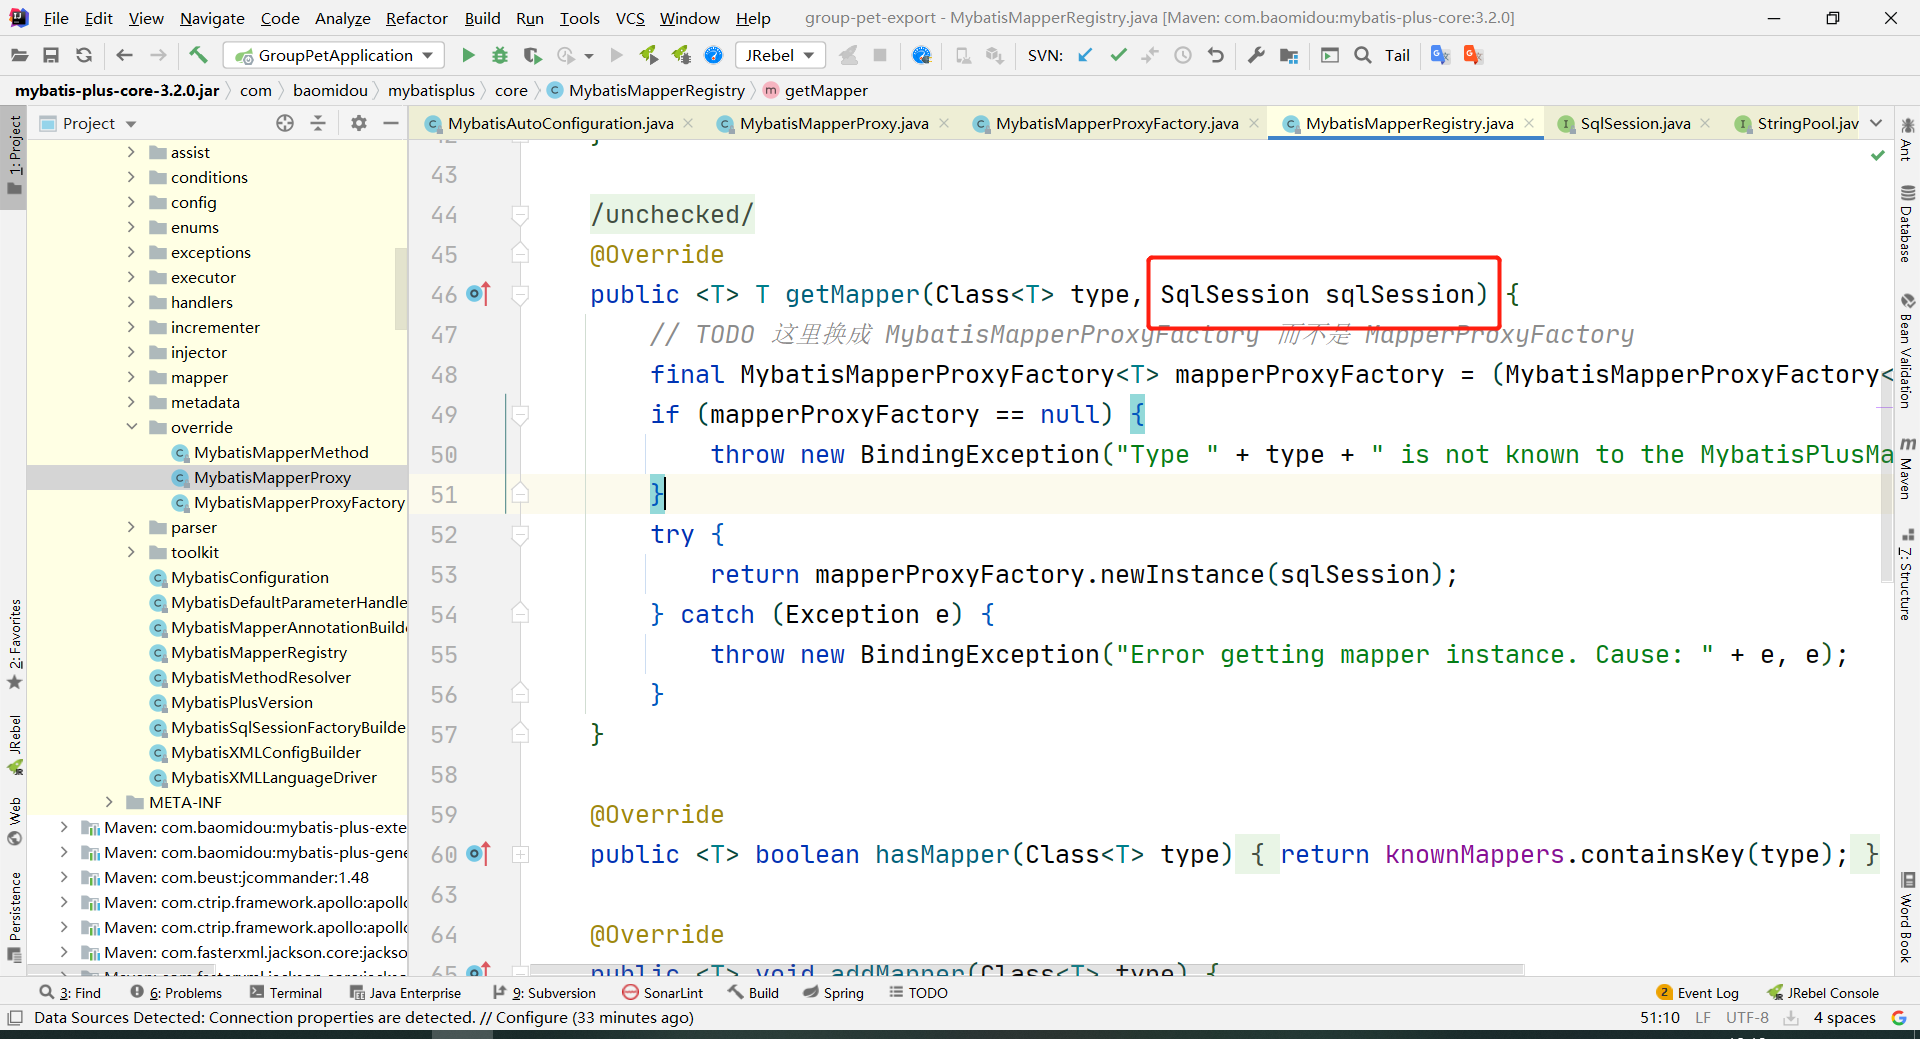 File Edit View Navigate Code Analyze Refactor Build Run Tools VCS Window Help group-pet-export - MybatisMapperRegistry.java [Maven: com.baomidou:mybatis-plus-core:3.2.0]
GroupPetApplication JRebel SVN: Tail
mybatis-plus-core-3.2.0.jar com baomidou mybatisplus core MybatisMapperRegistry getMapper
Project
MybatisAutoConfiguration.java MybatisMapperProxy.java MybatisMapperProxyFactory.java MybatisMapperRegistry.java SqlSession.java StringPool.jav
1: Project
2: Favorites
JRebel
Web
Persistence
assist
conditions
config
enums
exceptions
executor
handlers
incrementer
injector
mapper
metadata
override
MybatisMapperMethod
MybatisMapperProxy
MybatisMapperProxyFactory
parser
toolkit
MybatisConfiguration
MybatisDefaultParameterHandle
MybatisMapperAnnotationBuild
MybatisMapperRegistry
MybatisMethodResolver
MybatisPlusVersion
MybatisSqlSessionFactoryBuilde
MybatisXMLConfigBuilder
MybatisXMLLanguageDriver
META-INF
Maven: com.baomidou:mybatis-plus-exte
Maven: com.baomidou:mybatis-plus-gene
Maven: com.beust:jcommander:1.48
Maven: com.ctrip.framework.apollo:apollo
Maven: com.ctrip.framework.apollo:apollo
Maven: com.fasterxml.jackson.core:jackso
43
44 /unchecked/
45 @Override
46 public <T> T getMapper(Class<T> type, SqlSession sqlSession) {
47 // TODO 这里换成 MybatisMapperProxyFactory 而不是 MapperProxyFactory
48 final MybatisMapperProxyFactory<T> mapperProxyFactory = (MybatisMapperProxyFactory<
49 if (mapperProxyFactory == null) {
50 throw new BindingException("Type " + type + " is not known to the MybatisPlusMa
51 }
52 try {
53 return mapperProxyFactory.newInstance(sqlSession);
54 } catch (Exception e) {
55 throw new BindingException("Error getting mapper instance. Cause: " + e, e);
56 }
57 }
58
59 @Override
60 public <T> boolean hasMapper(Class<T> type) { return knownMappers.containsKey(type); }
63
64 @Override
65 public <T> void addMapper(Class<T> type) {
Ant
Database
Bean Validation
Maven
7: Structure
Word Book
3: Find 6: Problems Terminal Java Enterprise 9: Subversion SonarLint Build Spring TODO 2 Event Log JRebel Console
Data Sources Detected: Connection properties are detected. // Configure (33 minutes ago) 51:10 LF UTF-8 4 spaces